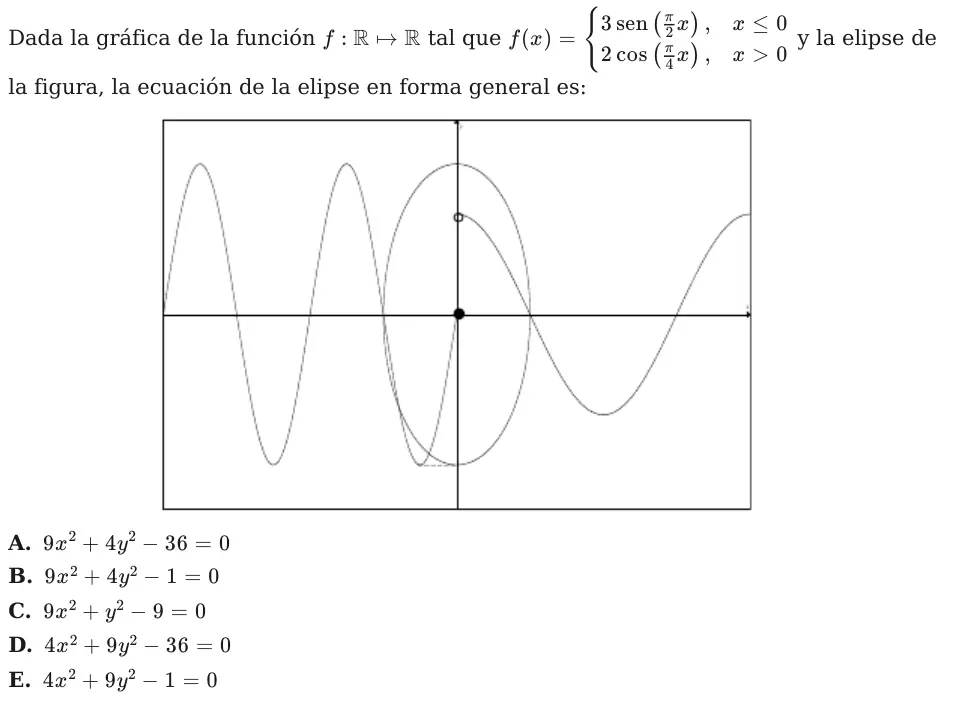 Dada la gráfica de la función f : ℝ ↦ ℝ tal que f(x) = { 3 sen (π/2 x) , x ≤ 0 ; 2 cos (π/4 x) , x > 0 y la elipse de
la figura, la ecuación de la elipse en forma general es:
A. 9x² + 4y² − 36 = 0
B. 9x² + 4y² − 1 = 0
C. 9x² + y² − 9 = 0
D. 4x² + 9y² − 36 = 0
E. 4x² + 9y² − 1 = 0